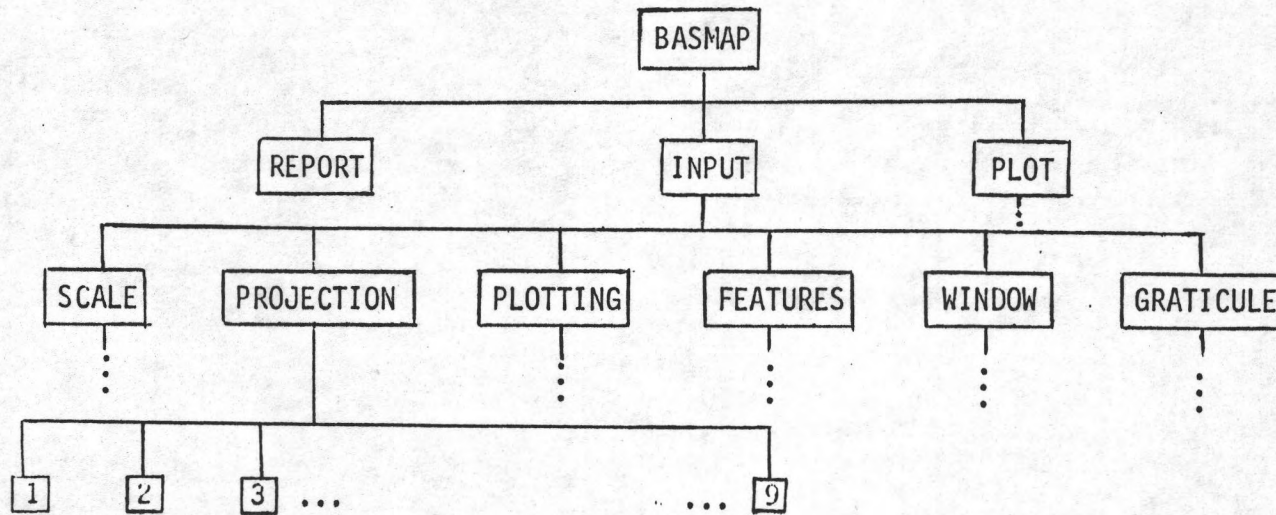 BASMAP
REPORT INPUT PLOT
SCALE PROJECTION PLOTTING FEATURES WINDOW GRATICULE
1 2 3 ... ... 9